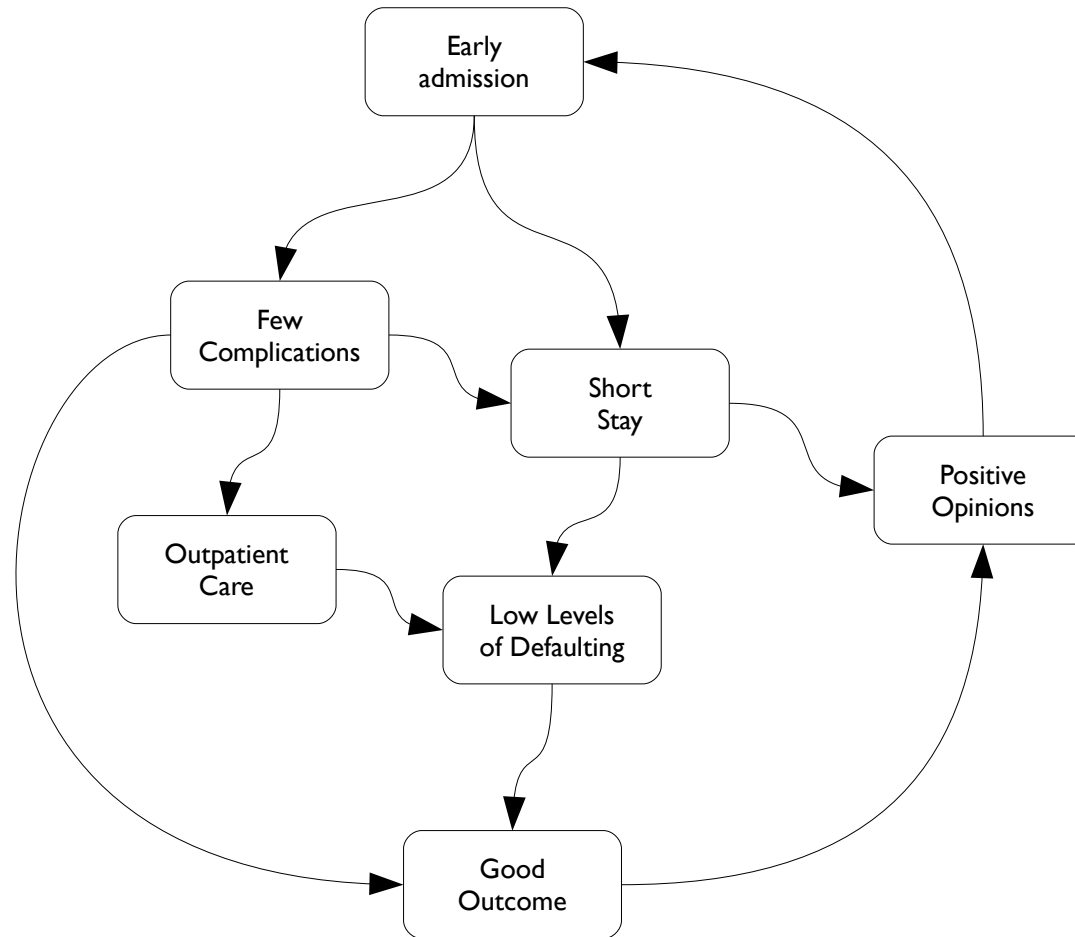 Early
admission
Few
Complications
Short
Stay
Positive
Opinions
Outpatient
Care
Low Levels
of Defaulting
Good
Outcome